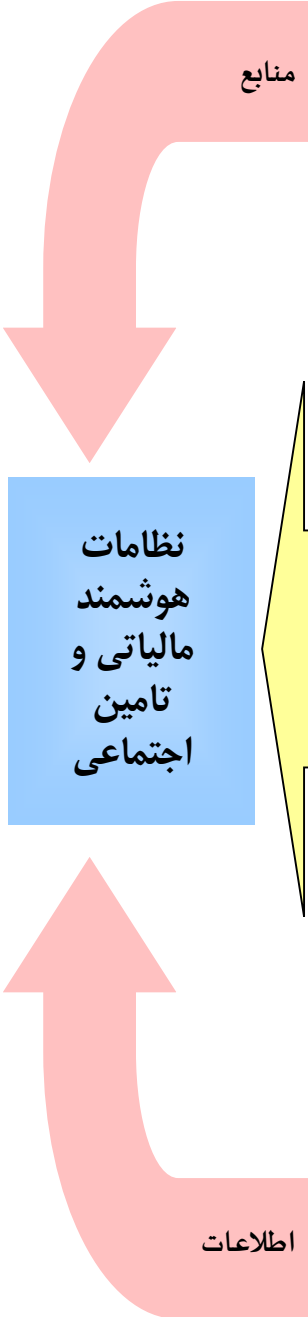 منابع
نظامات
هوشمند
مالیاتی و
تامین
اجتماعی
اطلاعات